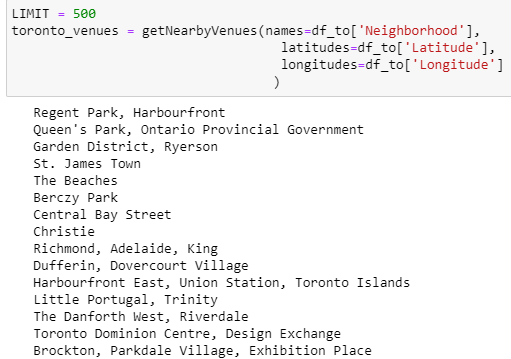 LIMIT = 500
toronto_venues = getNearbyVenues(names=df_to['Neighborhood'],
latitudes=df_to['Latitude'],
longitudes=df_to['Longitude']
)
Regent Park, Harbourfront
Queen's Park, Ontario Provincial Government
Garden District, Ryerson
St. James Town
The Beaches
Berczy Park
Central Bay Street
Christie
Richmond, Adelaide, King
Dufferin, Dovercourt Village
Harbourfront East, Union Station, Toronto Islands
Little Portugal, Trinity
The Danforth West, Riverdale
Toronto Dominion Centre, Design Exchange
Brockton, Parkdale Village, Exhibition Place